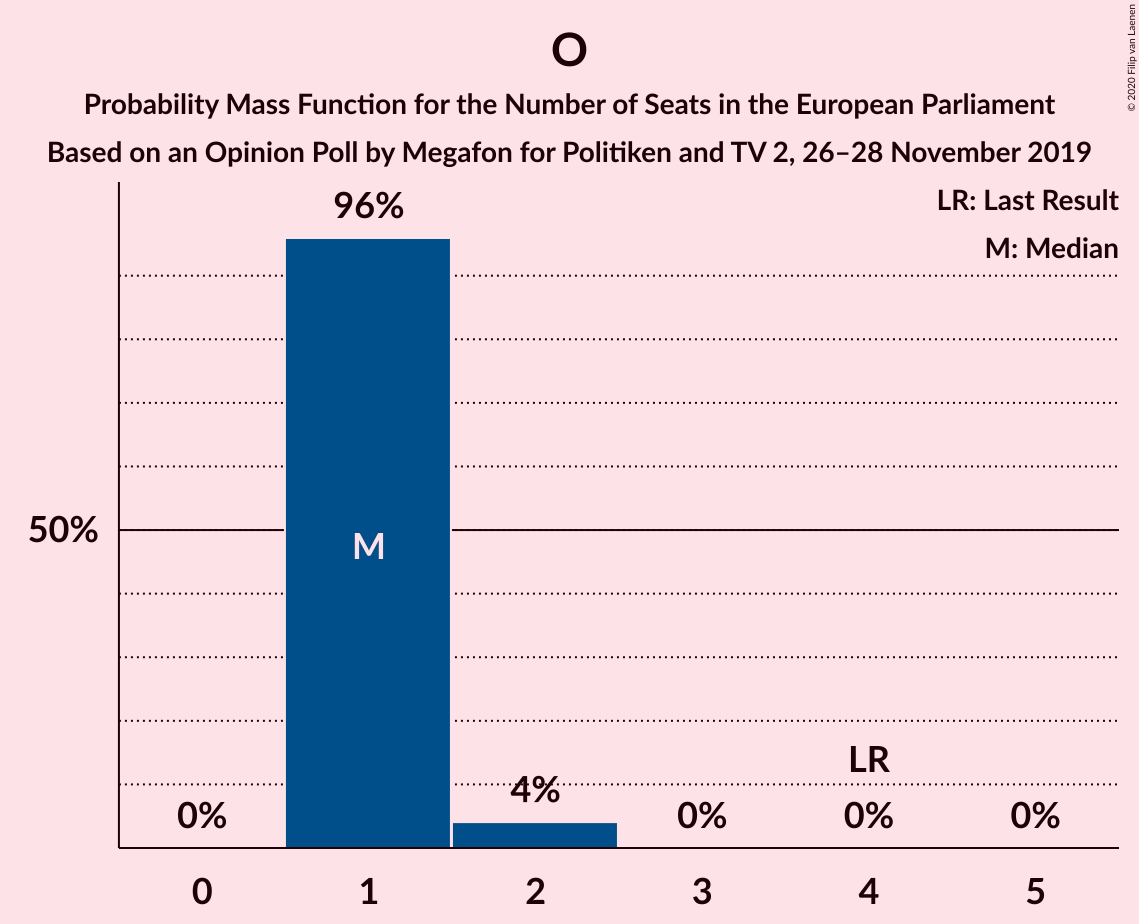 O
Probability Mass Function for the Number of Seats in the European Parliament
Based on an Opinion Poll by Megafon for Politiken and TV 2, 26–28 November 2019
© 2020 Filip van Laenen
LR: Last Result
M: Median
96%
50%
M
LR
4%
0% 0% 0% 0%
0 1 2 3 4 5